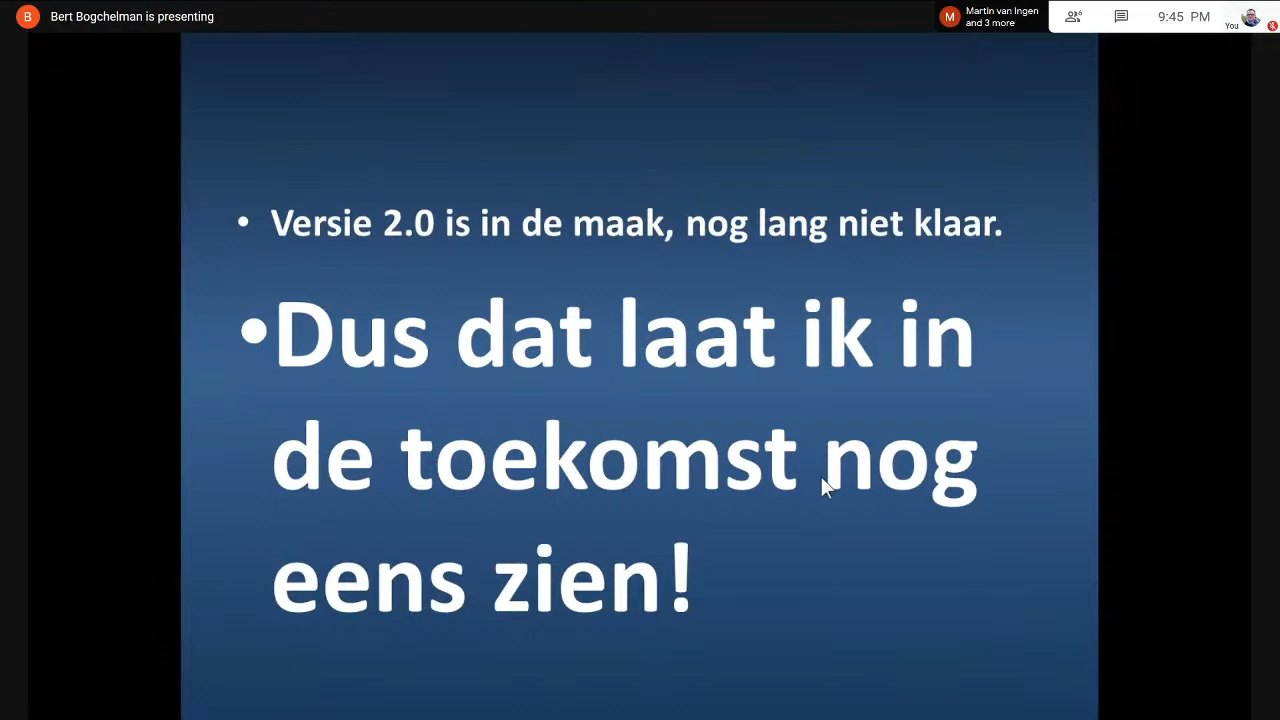 B Bert Bogchelman is presenting
M Martin van Ingen
and 3 more
6
9:45 PM
You
• Versie 2.0 is in de maak, nog lang niet klaar.
•Dus dat laat ik in
de toekomst nog
eens zien!